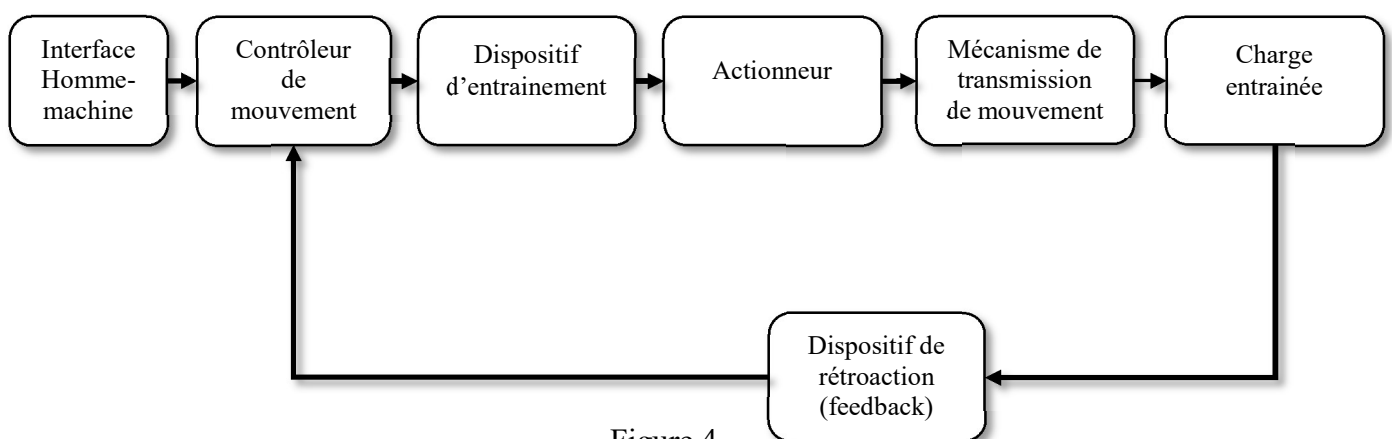 Interface
Homme-
machine
Contrôleur
de
mouvement
Dispositif
d’entrainement
Actionneur
Mécanisme de
transmission
de mouvement
Charge
entrainée
Dispositif de
rétroaction
(feedback)
Figure 4